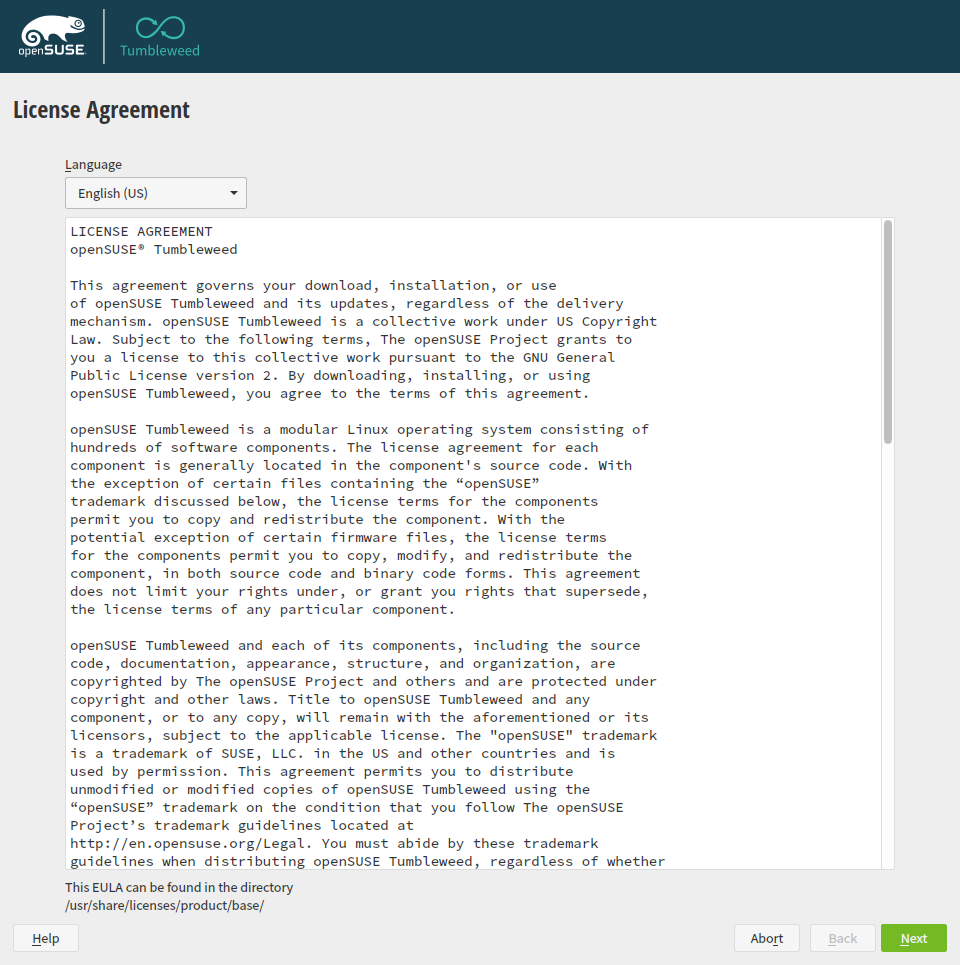 openSUSE
Tumbleweed
License Agreement
Language
English (US)
LICENSE AGREEMENT
openSUSE® Tumbleweed
This agreement governs your download, installation, or use
of openSUSE Tumbleweed and its updates, regardless of the delivery
mechanism. openSUSE Tumbleweed is a collective work under US Copyright
Law. Subject to the following terms, The openSUSE Project grants to
you a license to this collective work pursuant to the GNU General
Public License version 2. By downloading, installing, or using
openSUSE Tumbleweed, you agree to the terms of this agreement.
openSUSE Tumbleweed is a modular Linux operating system consisting of
hundreds of software components. The license agreement for each
component is generally located in the component's source code. With
the exception of certain files containing the “openSUSE”
trademark discussed below, the license terms for the components
permit you to copy and redistribute the component. With the
potential exception of certain firmware files, the license terms
for the components permit you to copy, modify, and redistribute the
component, in both source code and binary code forms. This agreement
does not limit your rights under, or grant you rights that supersede,
the license terms of any particular component.
openSUSE Tumbleweed and each of its components, including the source
code, documentation, appearance, structure, and organization, are
copyrighted by The openSUSE Project and others and are protected under
copyright and other laws. Title to openSUSE Tumbleweed and any
component, or to any copy, will remain with the aforementioned or its
licensors, subject to the applicable license. The "openSUSE" trademark
is a trademark of SUSE, LLC. in the US and other countries and is
used by permission. This agreement permits you to distribute
unmodified or modified copies of openSUSE Tumbleweed using the
“openSUSE” trademark on the condition that you follow The openSUSE
Project’s trademark guidelines located at
http://en.opensuse.org/Legal. You must abide by these trademark
guidelines when distributing openSUSE Tumbleweed, regardless of whether
This EULA can be found in the directory
/usr/share/licenses/product/base/
Help
Abort
Back
Next